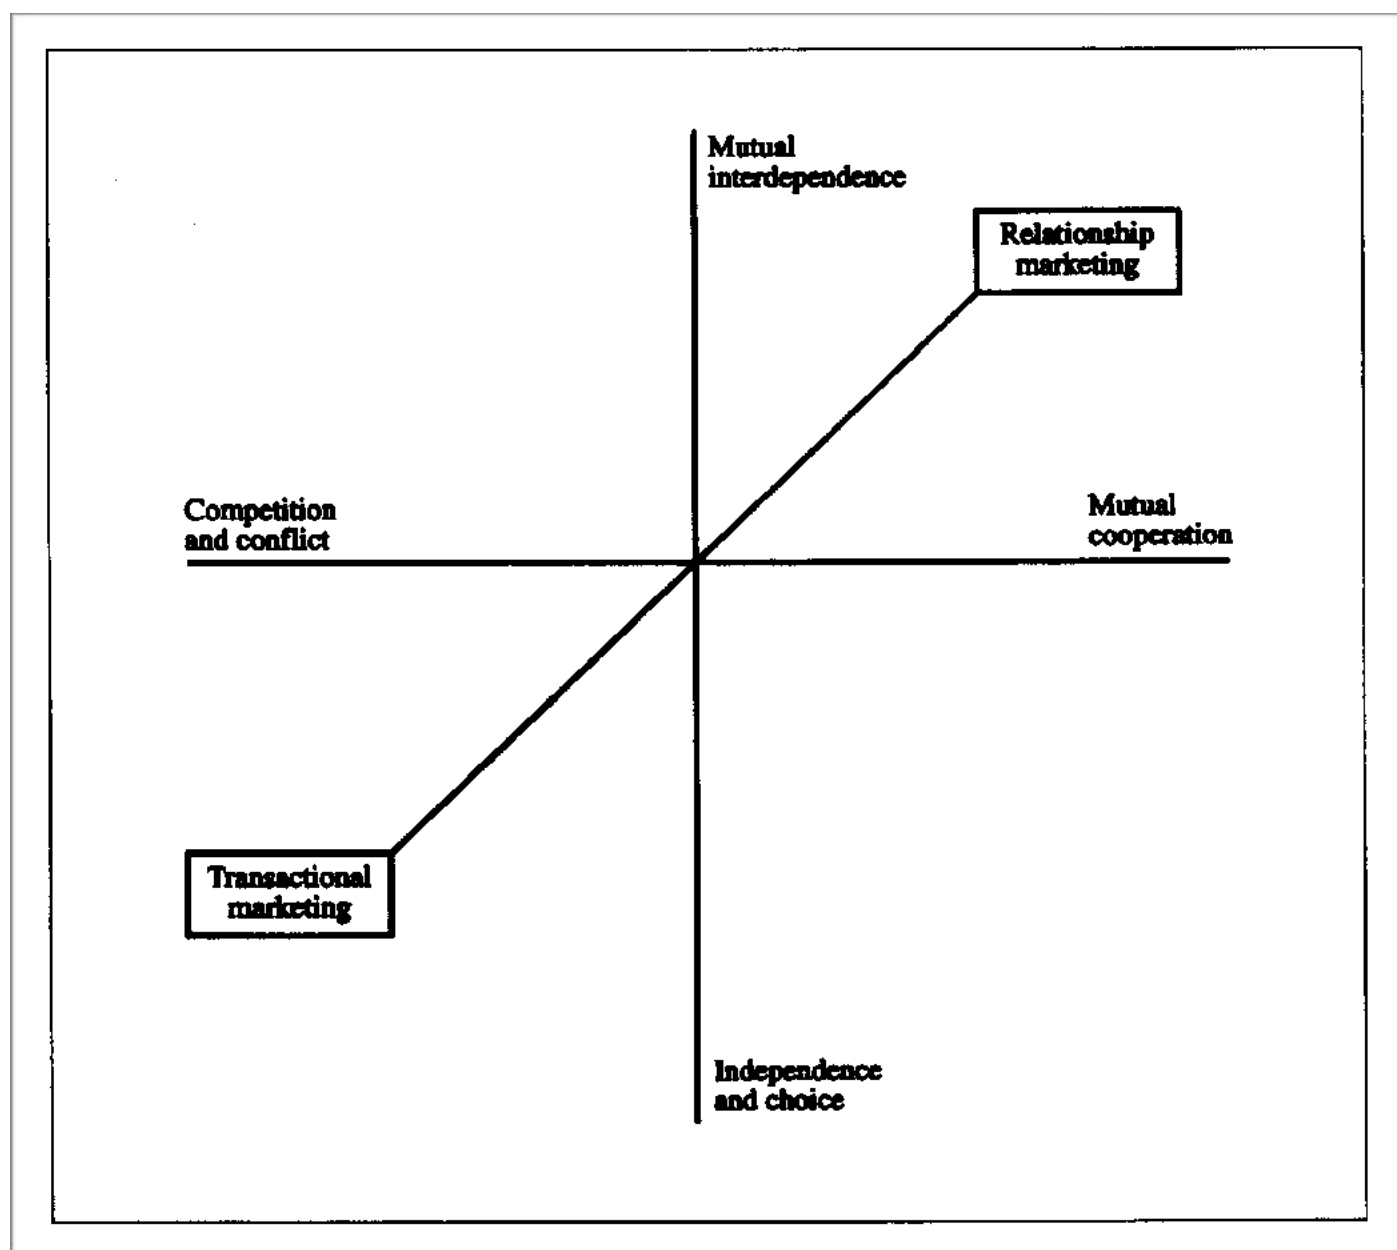 Mutual
interdependence
Relationship
marketing
Competition
and conflict
Mutual
cooperation
Transactional
marketing
Independence
and choice